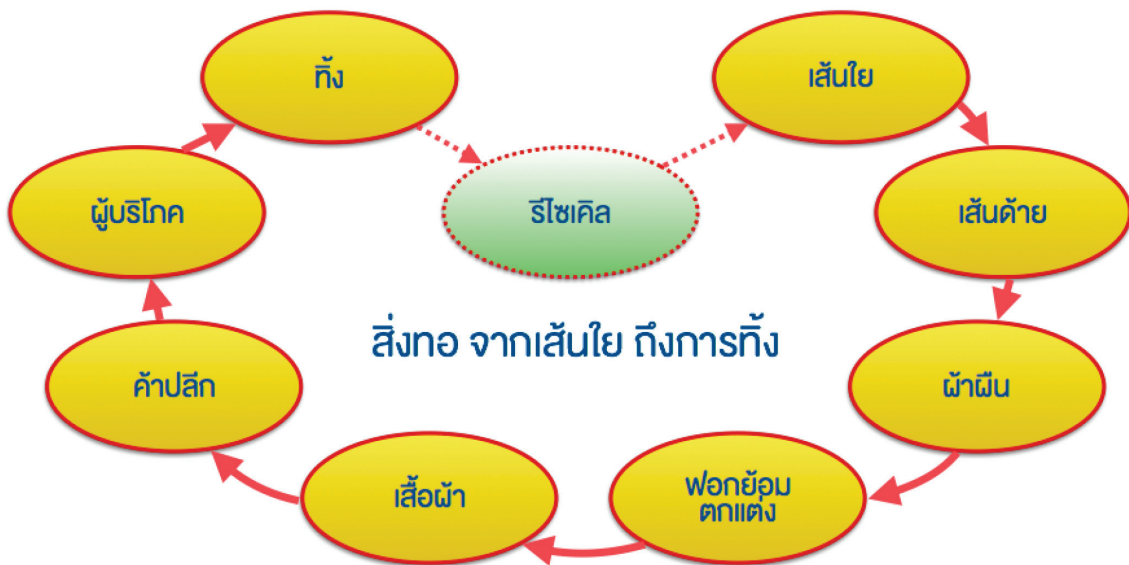 ทิ้ง
เส้นใย
ผู้บริโภค
รีไซเคิล
เส้นด้าย
สิ่งทอ จากเส้นใย ถึงการทิ้ง
ค้าปลีก
ผ้าผืน
เสื้อผ้า
ฟอกย้อม
ตกแต่ง